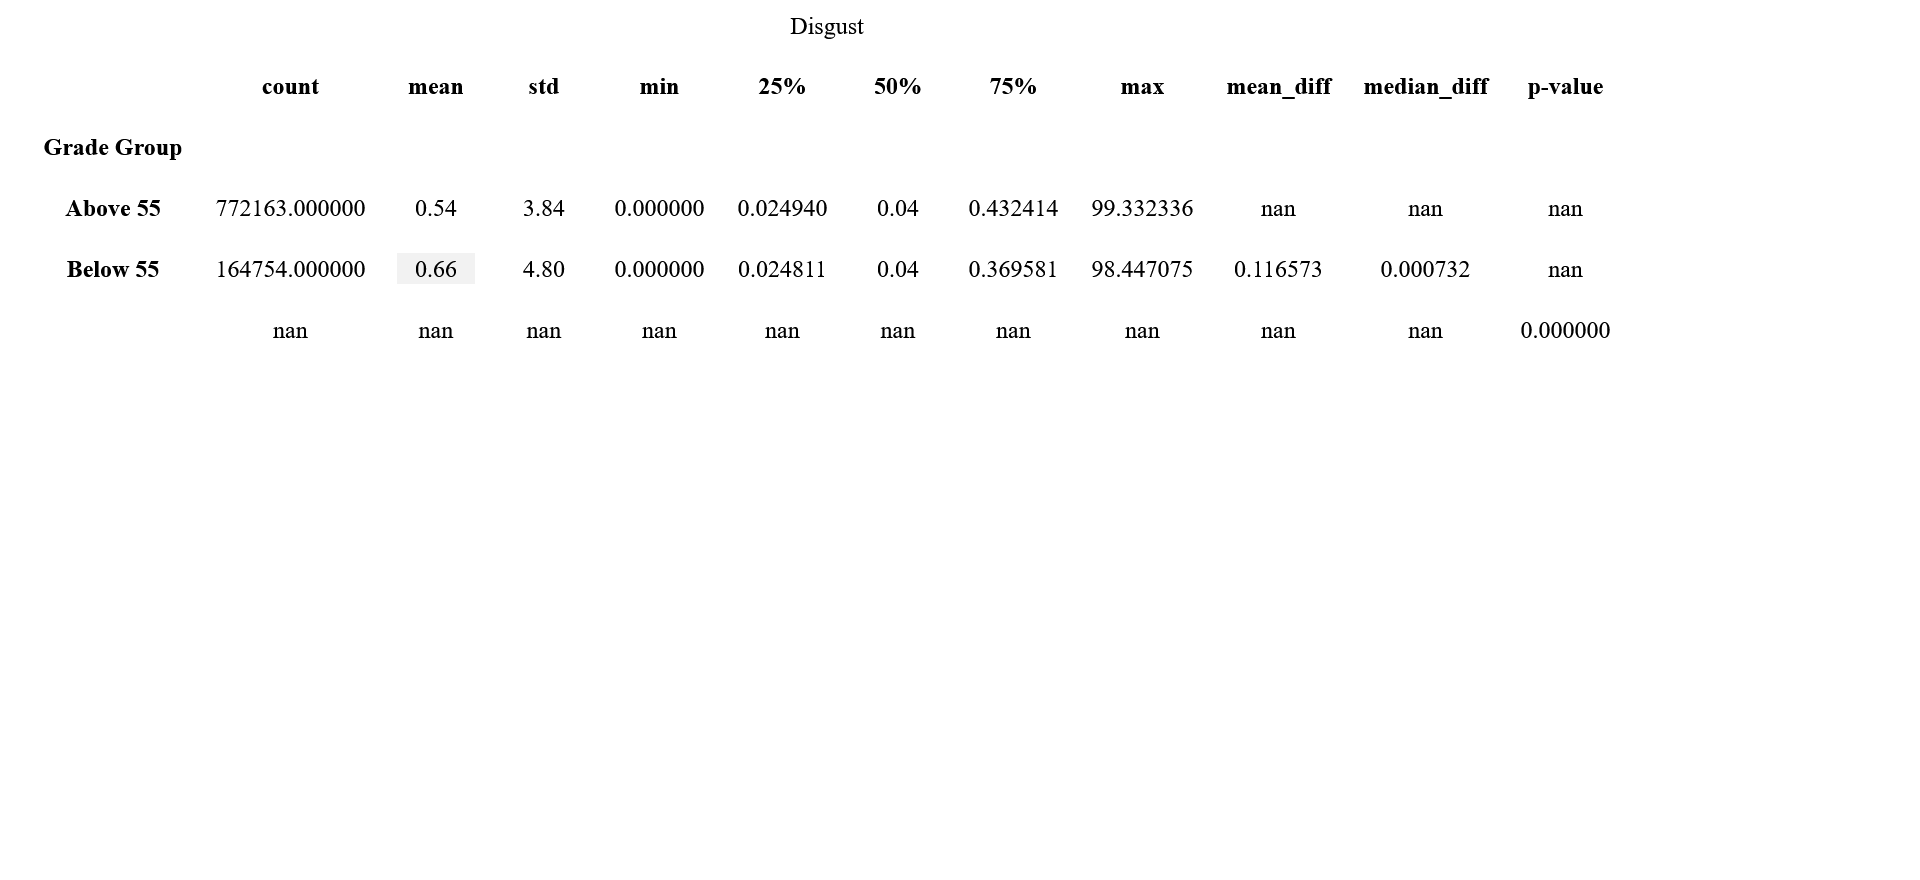 Disgust
count mean std min 25% 50% 75% max mean_diff median_diff p-value
Grade Group
Above 55 772163.000000 0.54 3.84 0.000000 0.024940 0.04 0.432414 99.332336 nan nan nan
Below 55 164754.000000 0.66 4.80 0.000000 0.024811 0.04 0.369581 98.447075 0.116573 0.000732 nan
nan nan nan nan nan nan nan nan nan nan 0.000000